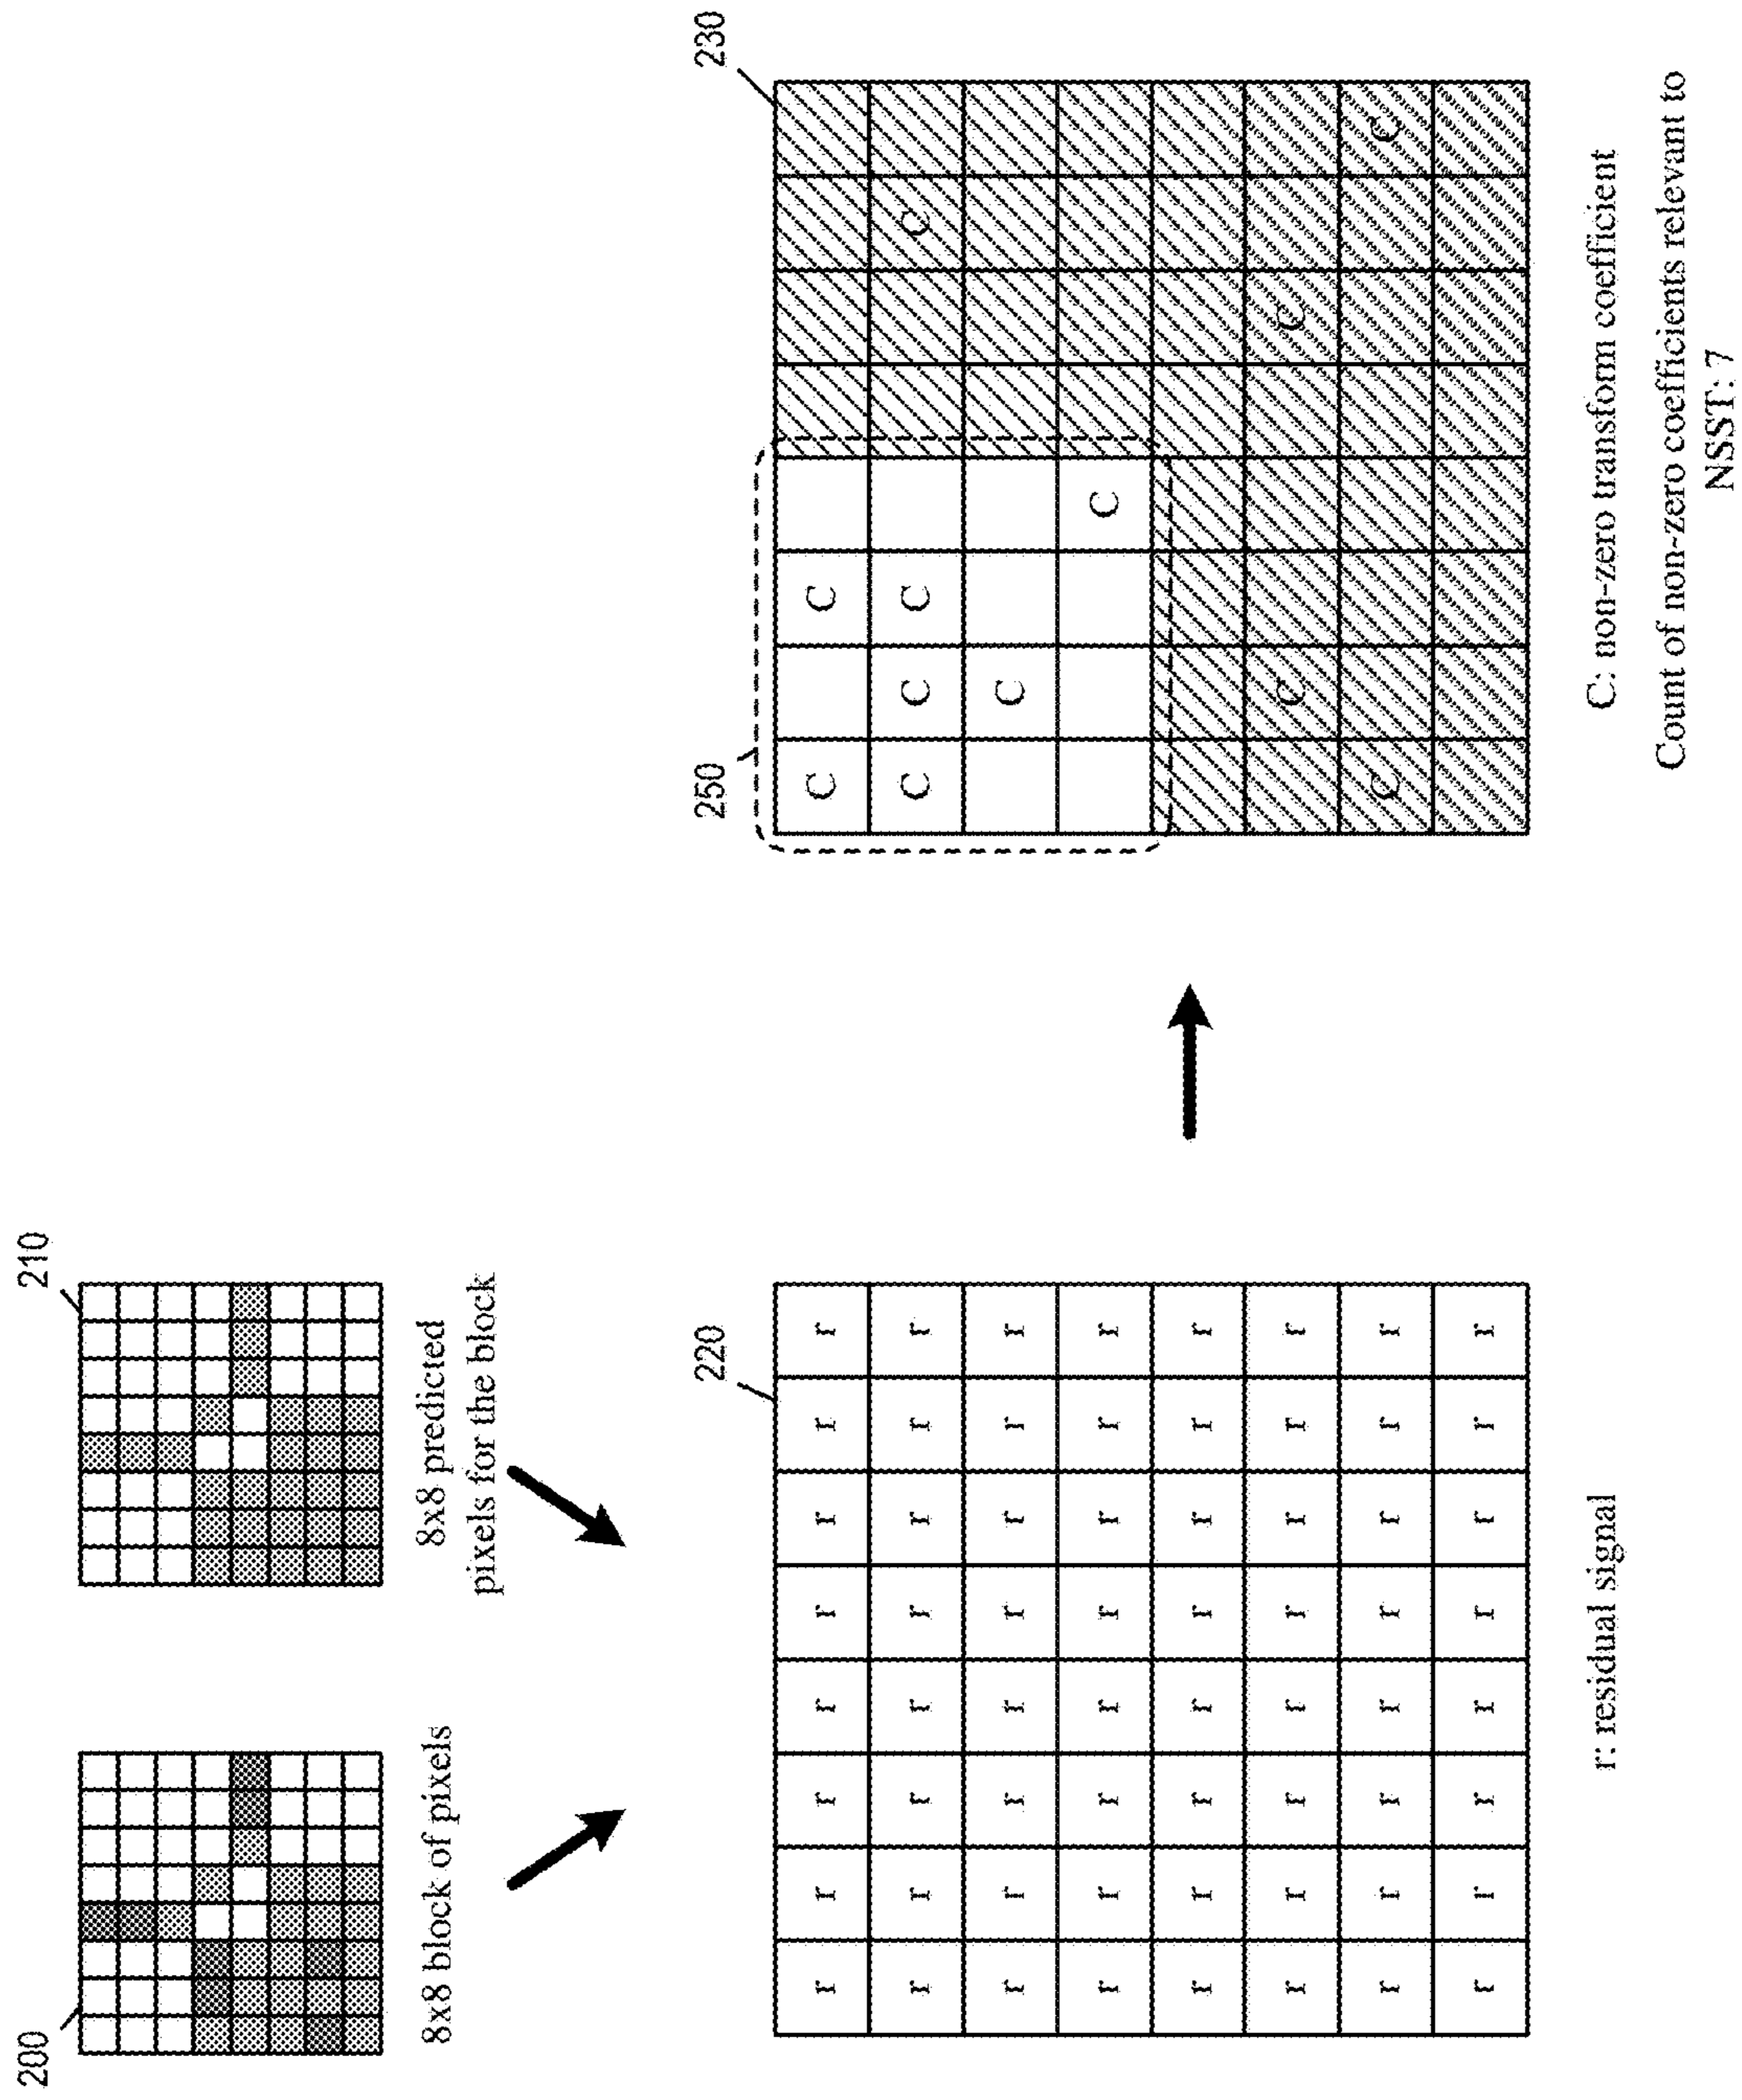 200
210
8x8 block of pixels
8x8 predicted
pixels for the block
220
r r r r r r r r
r r r r r r r r
r r r r r r r r
r r r r r r r r
r r r r r r r r
r r r r r r r r
r r r r r r r r
r r r r r r r r
r: residual signal
250
230
C C
C C C C
C
C
C C
C C
C: non-zero transform coefficient
Count of non-zero coefficients relevant to
NSST: 7